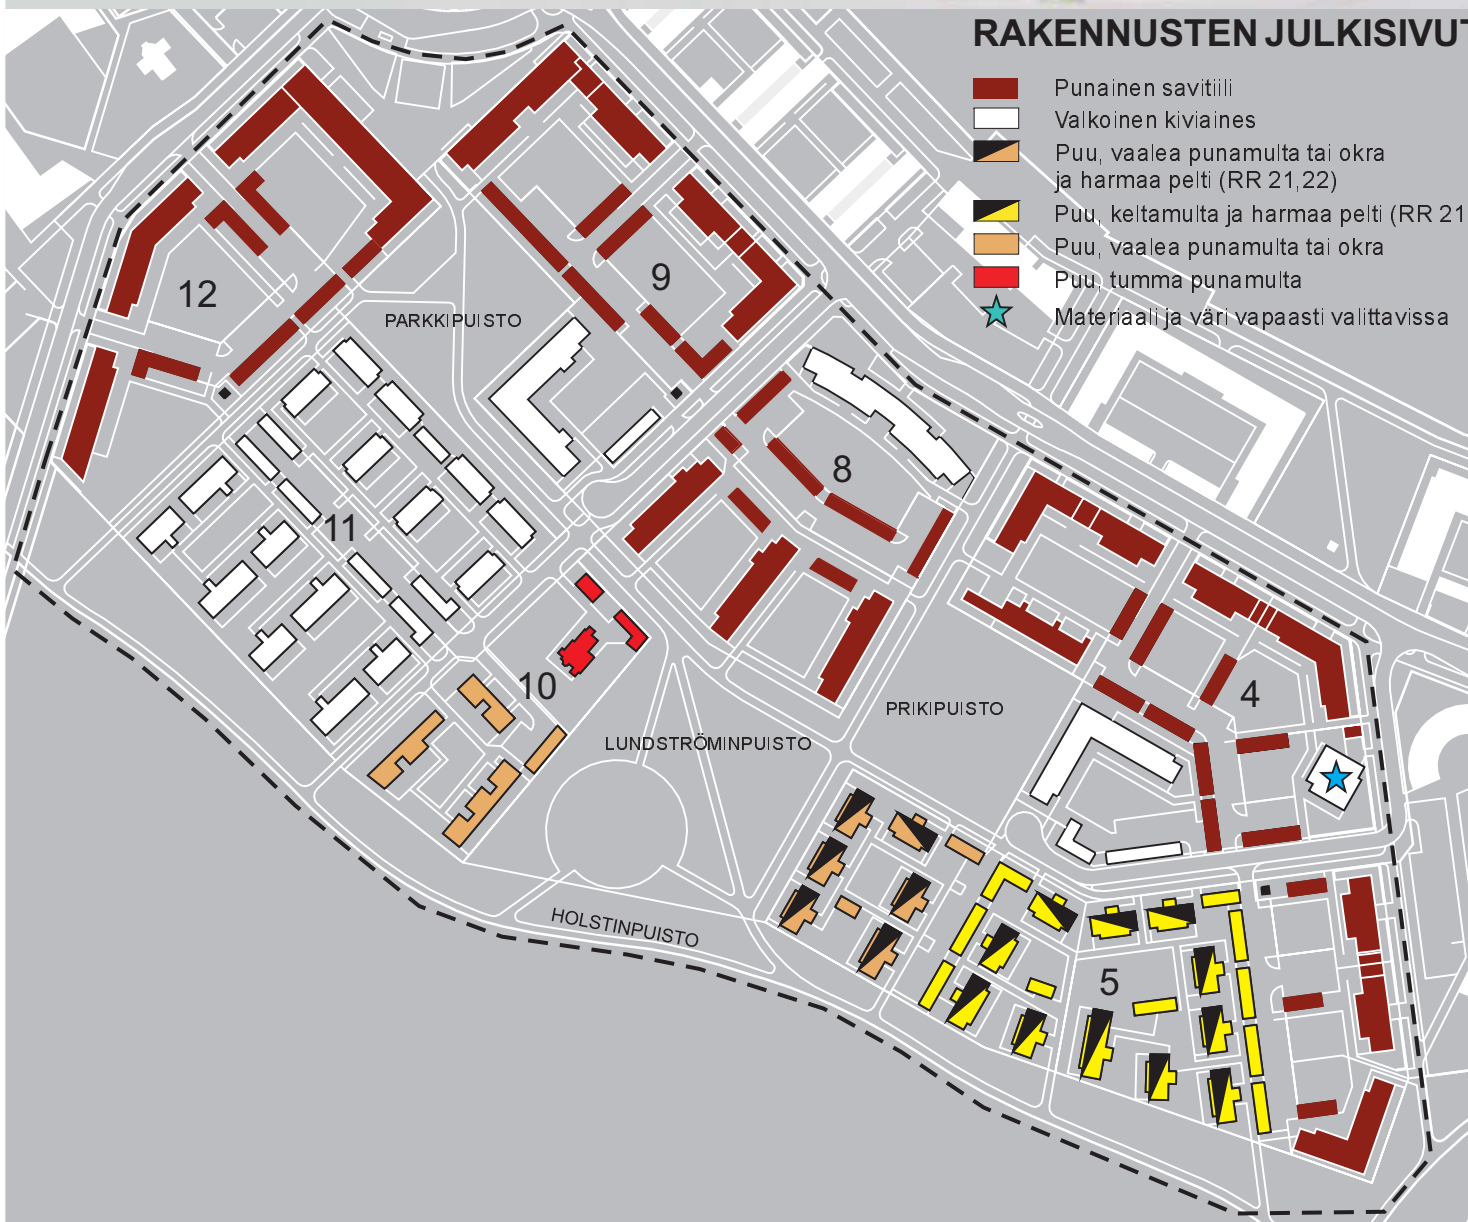 RAKENNUSTEN JULKISIVUT
Punainen savitiili
Valkoinen kiviaines
Puu, vaalea punamulta tai okra
ja harmaa pelti (RR 21,22)
Puu, keltamulta ja harmaa pelti (RR 21
Puu, vaalea punamulta tai okra
Puu, tumma punamulta
Materiaali ja väri vapaasti valittavissa
12
9
PARKKIPUISTO
8
11
10
4
PRIKIPUISTO
LUNDSTRÖMINPUISTO
HOLSTINPUISTO
5